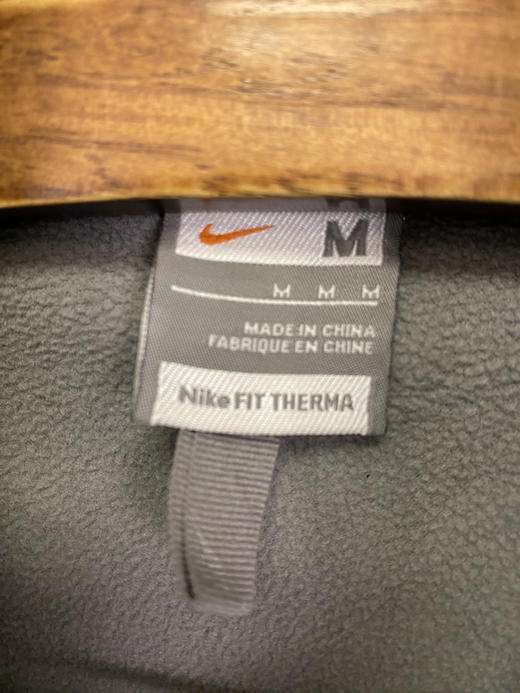 M
M M M
MADE IN CHINA
FABRIQUE EN CHINE
Nike FIT THERMA